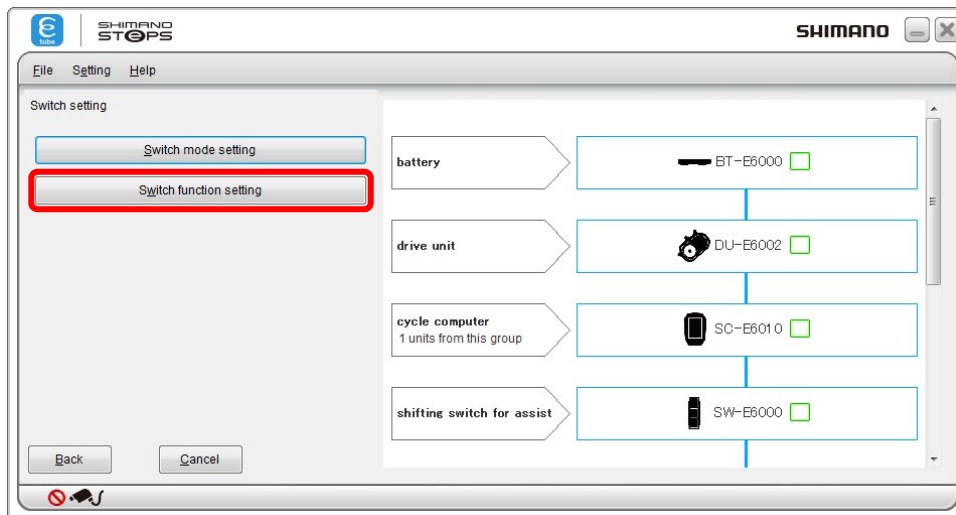 E
tube
SHIMANO
STEPS
SHIMANO
File Setting Help
Switch setting
Switch mode setting
Switch function setting
battery
BT-E6000
drive unit
DU-E6002
cycle computer
1 units from this group
SC-E6010
shifting switch for assist
SW-E6000
Back
Cancel